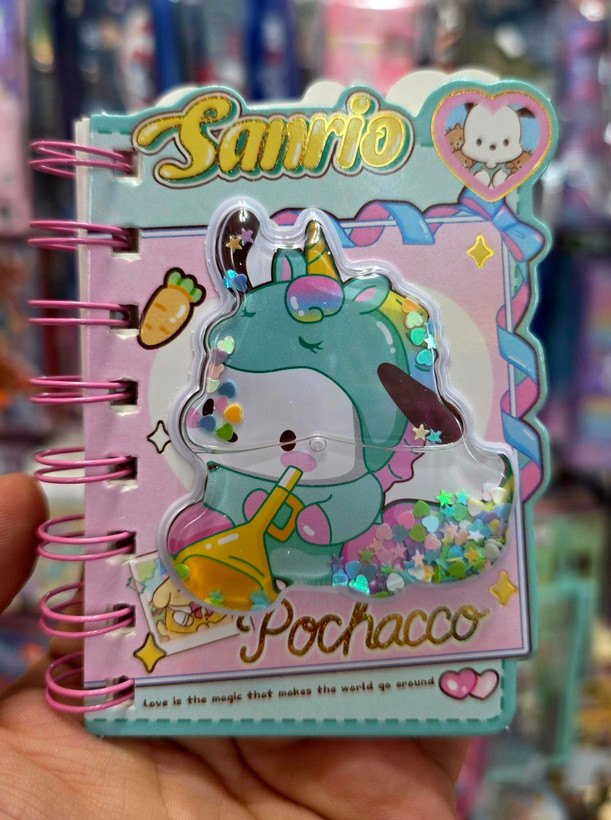 Sanrio
Pochacco
Love is the magic that makes the world go around